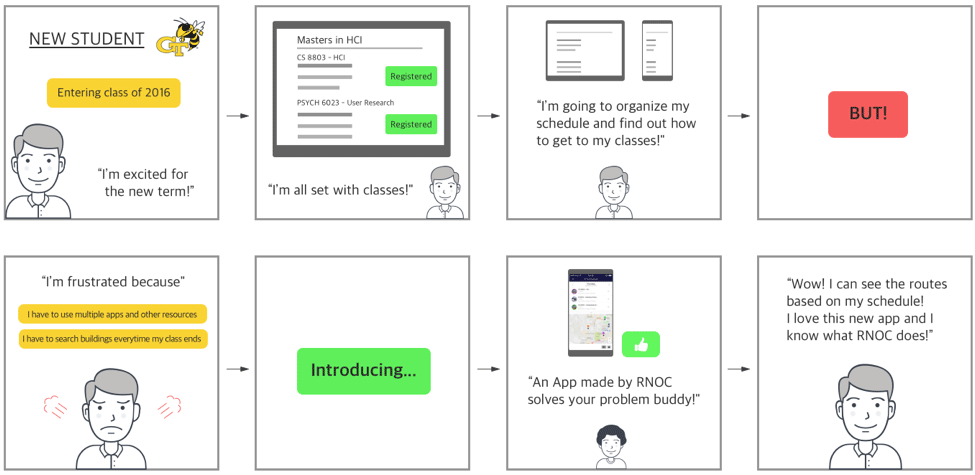 NEW STUDENT
GT
Entering class of 2016
“I’m excited for
the new term!”
Masters in HCI
CS 8803 - HCI
Registered
PSYCH 6023 - User Research
Registered
“I’m all set with classes!”
“I’m going to organize my
schedule and find out how
to get to my classes!”
BUT!
“I’m frustrated because”
I have to use multiple apps and other resources
I have to search buildings everytime my class ends
Introducing...
“An App made by RNOC
solves your problem buddy!”
“Wow! I can see the routes
based on my schedule!
I love this new app and I
know what RNOC does!”